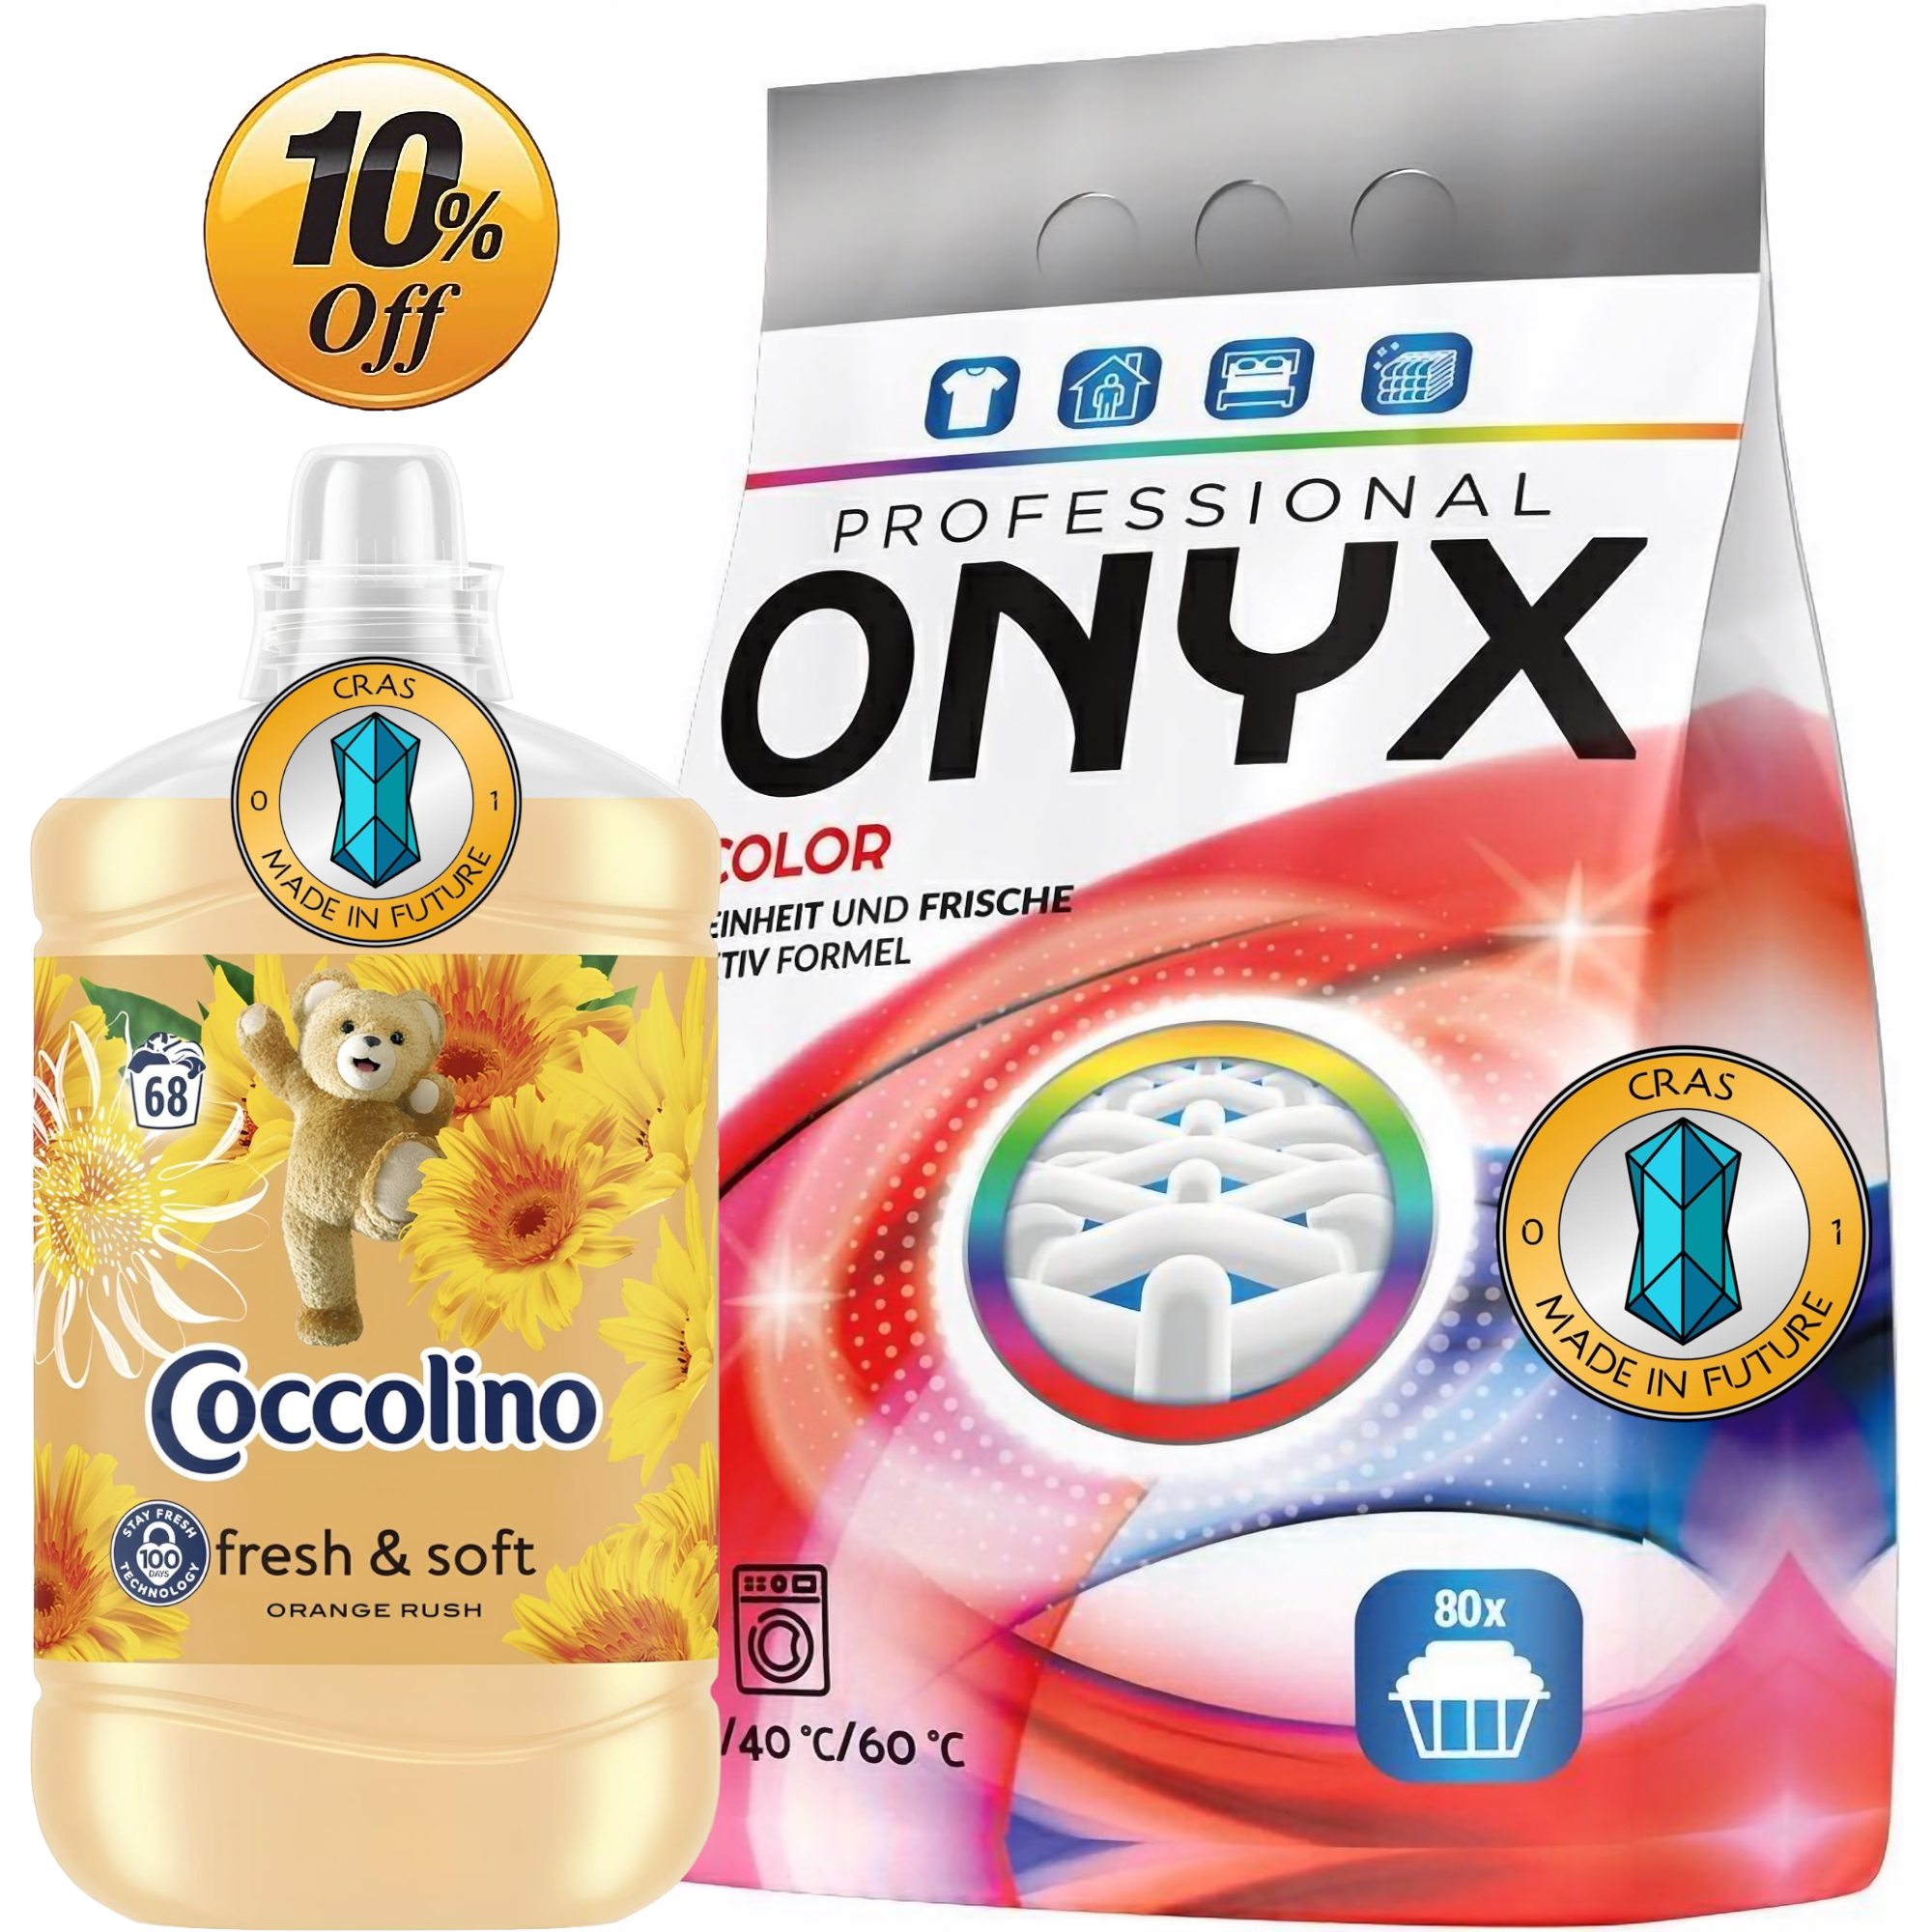 10%
Off
PROFESSIONAL
ONYX
COLOR
EINHEIT UND FRISCHE
TIV FORMEL
CRAS
0 1
MADE IN FUTURE
68
Coccolino
STAY FRESH
100
DAYS
TECHNOLOGY
fresh & soft
ORANGE RUSH
CRAS
0 1
MADE IN FUTURE
80x
/40 °C/60 °C